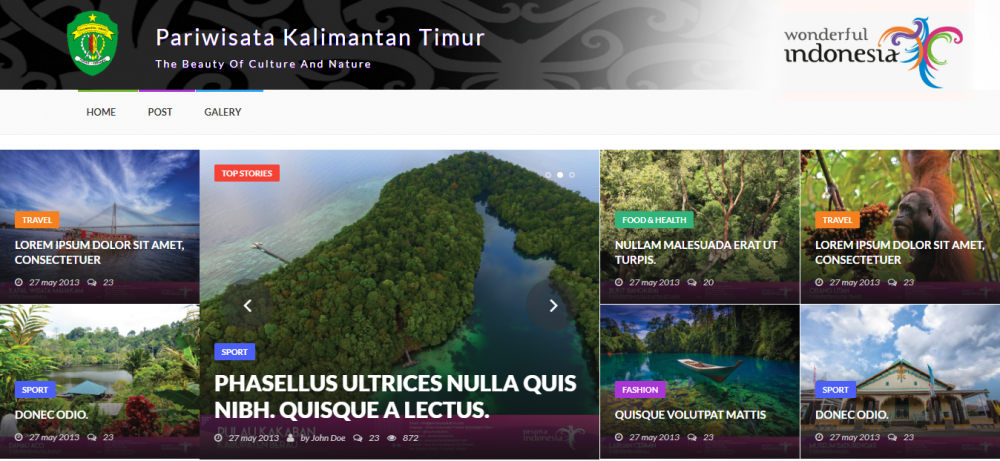 Pariwisata Kalimantan Timur
The Beauty Of Culture And Nature
wonderful
indonesia
HOME
POST
GALERY
TRAVEL
LOREM IPSUM DOLOR SIT AMET,
CONSECTETUER
27 may 2013 23
SPORT
DONEC ODIO.
27 may 2013 23
TOP STORIES
SPORT
PHASELLUS ULTRICES NULLA QUIS
NIBH. QUISQUE A LECTUS.
PULAU KAKABAN
27 may 2013 by John Doe 23 872
pesona
indonesia
FOOD & HEALTH
NULLAM MALESUADA ERAT UT
TURPIS.
27 may 2013 20
TRAVEL
LOREM IPSUM DOLOR SIT AMET,
CONSECTETUER
27 may 2013 23
FASHION
QUISQUE VOLUTPAT MATTIS
27 may 2013 23
SPORT
DONEC ODIO.
27 may 2013 23